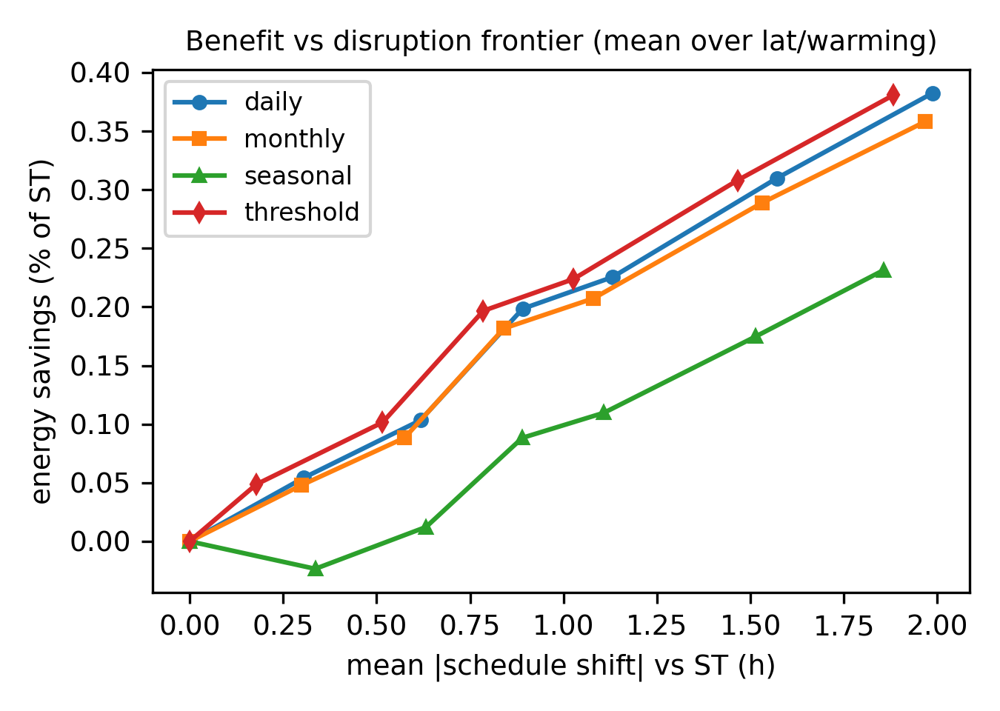 Benefit vs disruption frontier (mean over lat/warming)
energy savings (% of ST)
0.40
0.35
0.30
0.25
0.20
0.15
0.10
0.05
0.00
daily
monthly
seasonal
threshold
0.00 0.25 0.50 0.75 1.00 1.25 1.50 1.75 2.00
mean |schedule shift| vs ST (h)